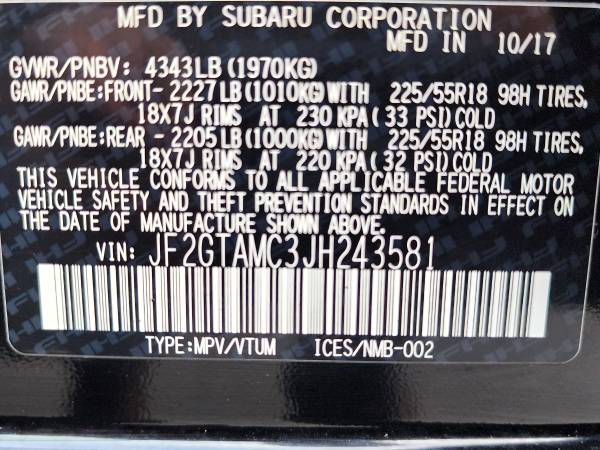 MFD BY SUBARU CORPORATION
MFD IN 10/17
GVWR/PNBV: 4343LB(1970KG)
GAWR/PNBE:FRONT-2227LB(1010KG)WITH 225/55R18 98H TIRES,
18X7J RIMS AT 230 KPA(33 PSI)COLD
GAWR/PNBE:REAR -2205LB(1000KG)WITH 225/55R18 98H TIRES,
18X7J RIMS AT 220 KPA(32 PSI)COLD
THIS VEHICLE CONFORMS TO ALL APPLICABLE FEDERAL MOTOR
VEHICLE SAFETY AND THEFT PREVENTION STANDARDS IN EFFECT ON
THE DATE OF MANUFACTURE SHOWN ABOVE.
VIN: JF2GTAMC3JH243581
TYPE:MPV/VTUM ICES/NMB-002